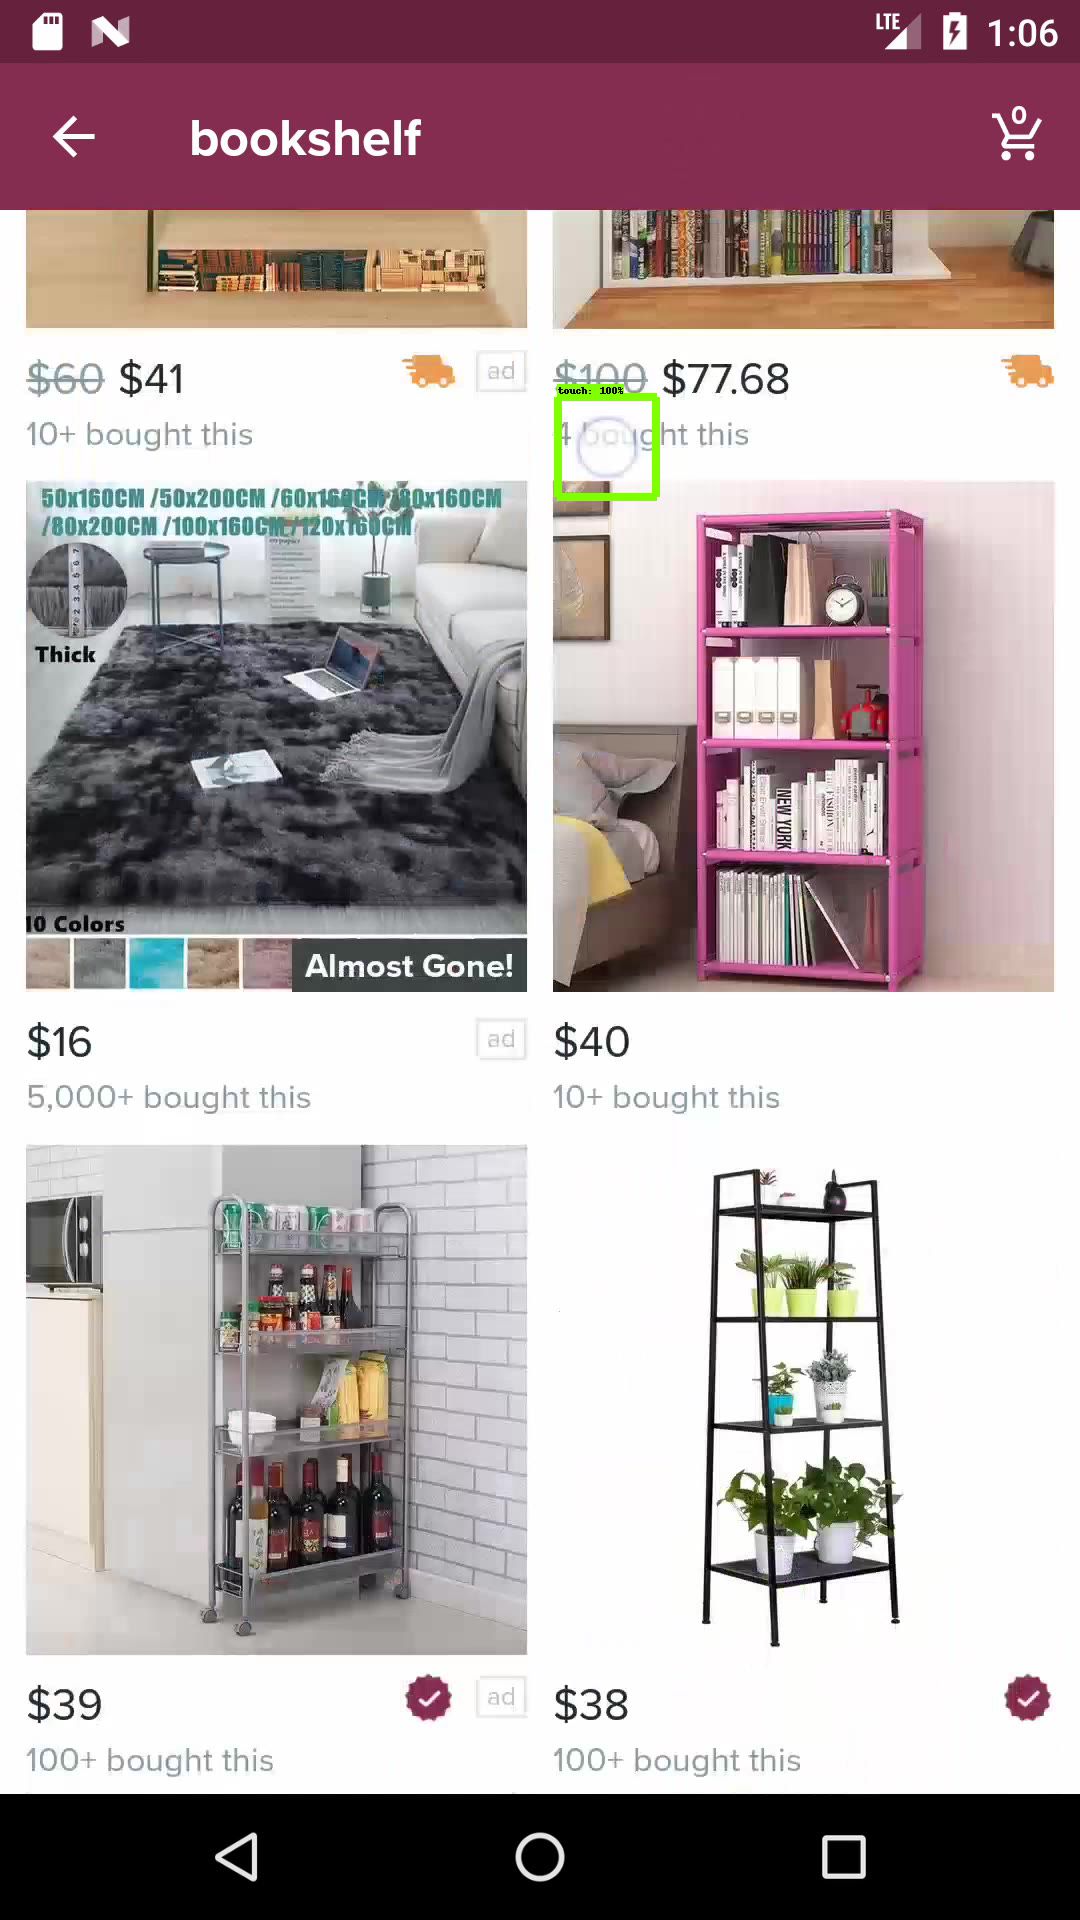 LTE 1:06
bookshelf 0
$60 $41 ad
10+ bought this
$100 $77.68
touch: 100%
4 bought this
50x160CM /50x200CM /60x160CM /80x160CM
/80x200CM /100x160CM /120x160CM
Thick
10 Colors
Almost Gone!
NEW YORK
$16 ad
5,000+ bought this
$40
10+ bought this
$39 ad
100+ bought this
$38
100+ bought this